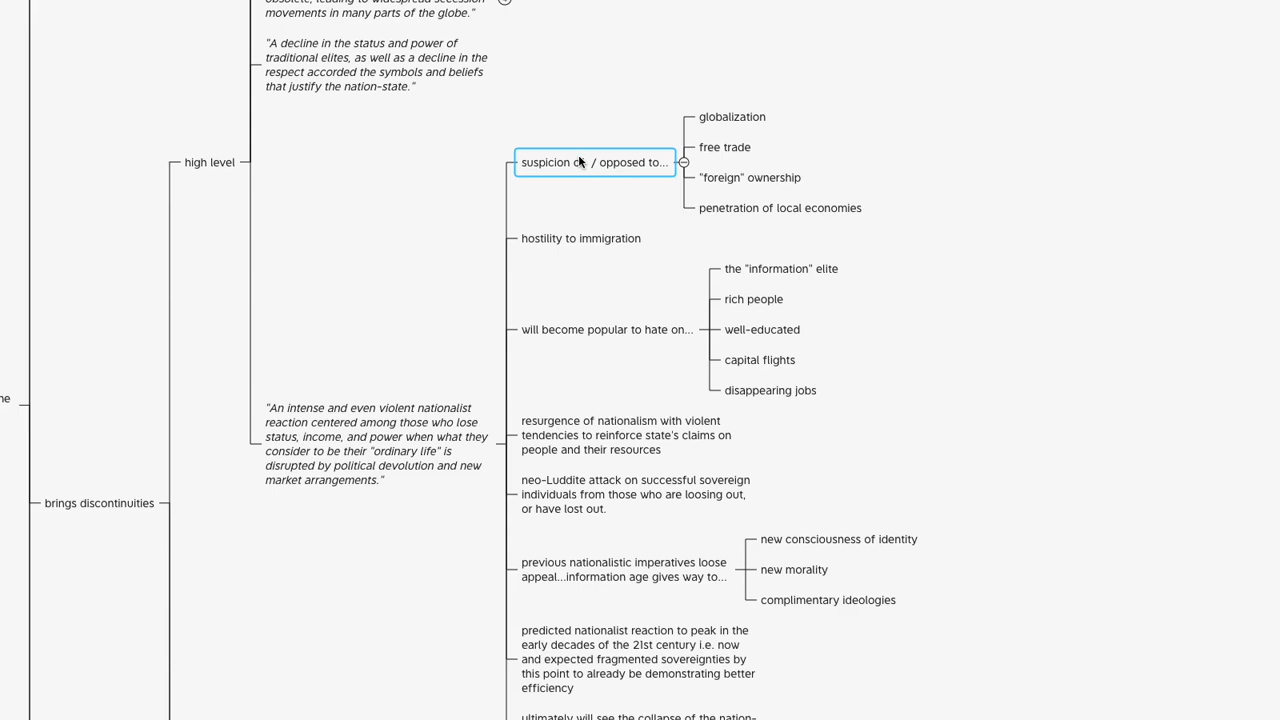 obsolete, leading to widespread secession
movements in many parts of the globe."
"A decline in the status and power of
traditional elites, as well as a decline in the
respect accorded the symbols and beliefs
that justify the nation-state."
high level
suspicion / opposed to...
globalization
free trade
"foreign" ownership
penetration of local economies
hostility to immigration
will become popular to hate on...
the "information" elite
rich people
well-educated
capital flights
disappearing jobs
"An intense and even violent nationalist
reaction centered among those who lose
status, income, and power when what they
consider to be their "ordinary life" is
disrupted by political devolution and new
market arrangements."
resurgence of nationalism with violent
tendencies to reinforce state's claims on
people and their resources
brings discontinuities
neo-Luddite attack on successful sovereign
individuals from those who are loosing out,
or have lost out.
previous nationalistic imperatives loose
appeal...information age gives way to...
new consciousness of identity
new morality
complimentary ideologies
predicted nationalist reaction to peak in the
early decades of the 21st century i.e. now
and expected fragmented sovereignties by
this point to already be demonstrating better
efficiency
ultimately will see the collapse of the nation-